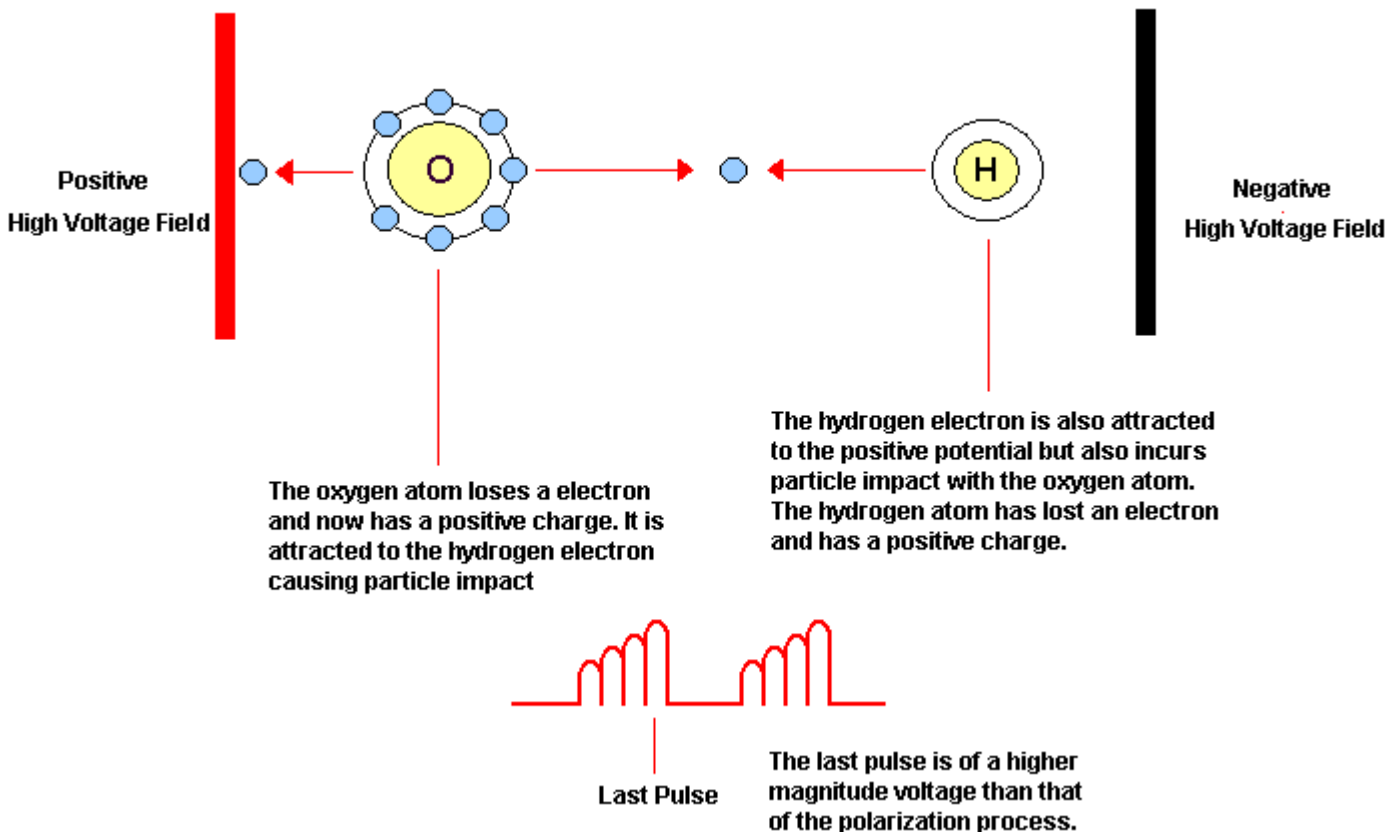 Positive
High Voltage Field
O
H
Negative
High Voltage Field
The oxygen atom loses a electron
and now has a positive charge. It is
attracted to the hydrogen electron
causing particle impact
The hydrogen electron is also attracted
to the positive potential but also incurs
particle impact with the oxygen atom.
The hydrogen atom has lost an electron
and has a positive charge.
Last Pulse
The last pulse is of a higher
magnitude voltage than that
of the polarization process.